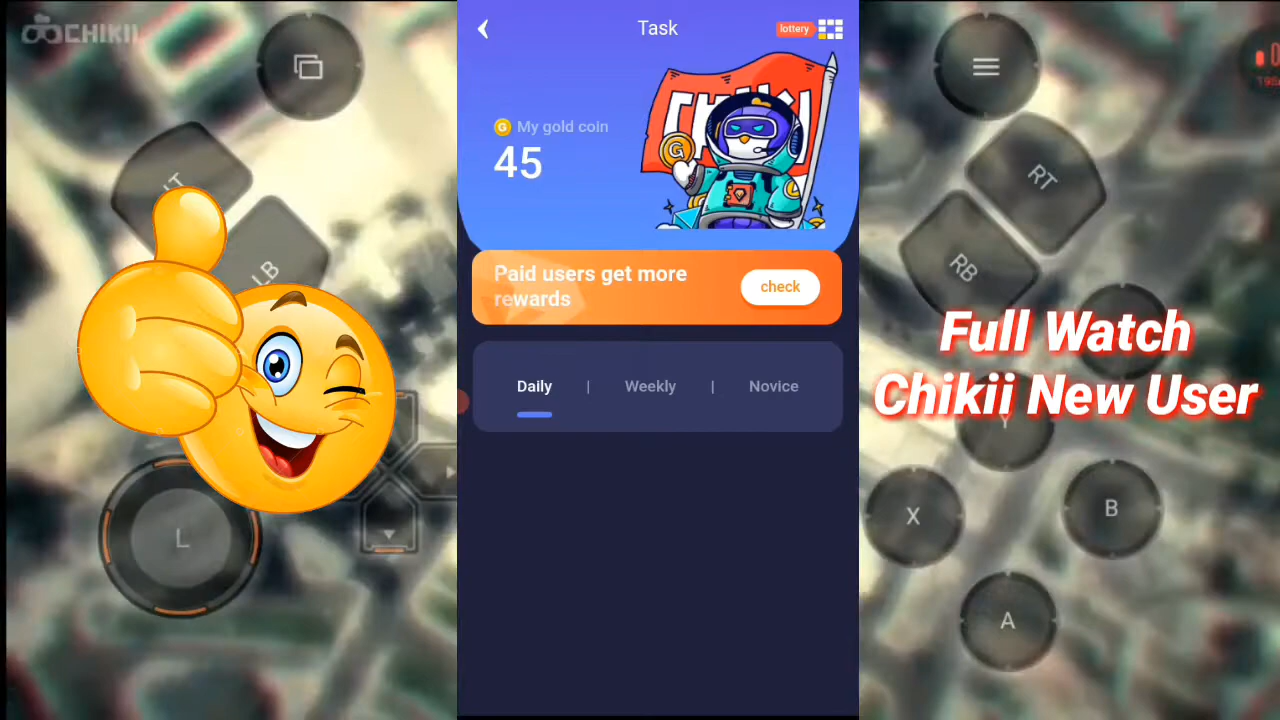 CHIKII
Task
lottery
G My gold coin
45
CHIKII
G
Paid users get more
rewards
check
Daily | Weekly | Novice
LT
LB
L
RT
RB
Full Watch
Chikii New User
Y
X
B
A